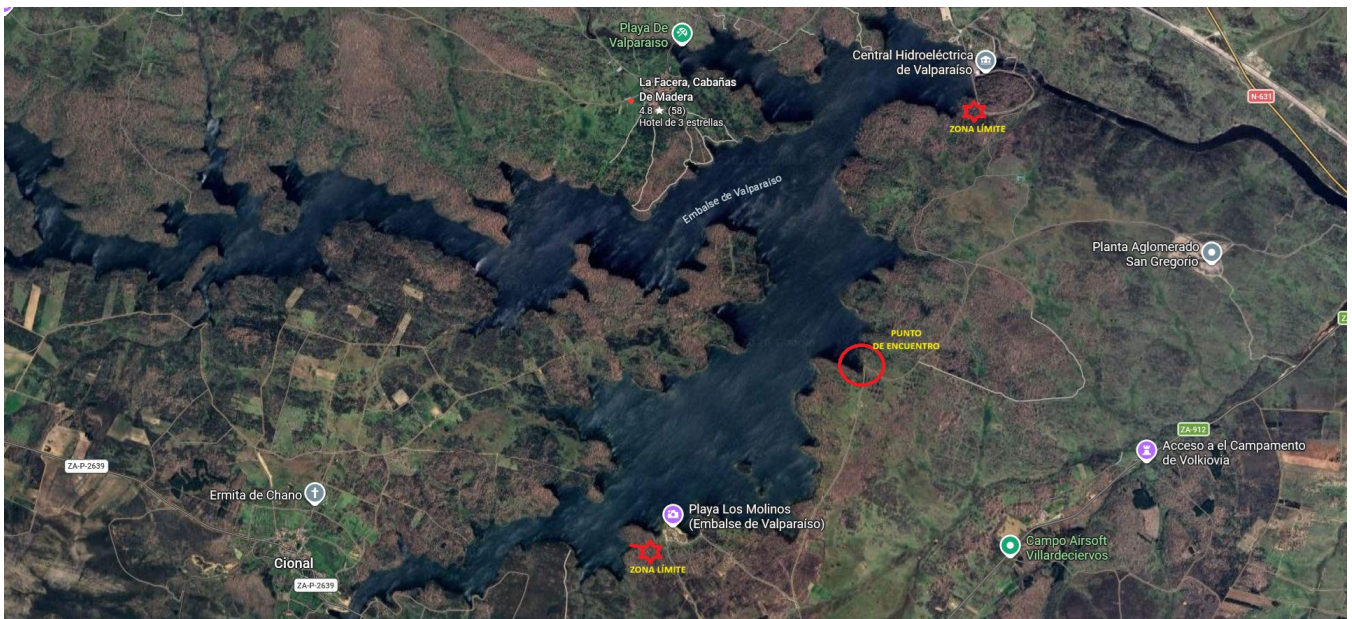 Playa De
Valparaiso
Central Hidroeléctrica
de Valparaíso
La Facera, Cabañas
De Madera
4.8 ★ (58)
Hotel de 3 estrellas
N-631
ZONA LÍMITE
Embalse de Valparaíso
Planta Aglomerado
San Gregorio
PUNTO
DE ENCUENTRO
ZA-912
Acceso a el Campamento
de Volkiovia
ZA-P-2639
Ermita de Chano
Playa Los Molinos
(Embalse de Valparaíso)
Campo Airsoft
Villardeciervos
Cional
ZONA LÍMITE
ZA-P-2639